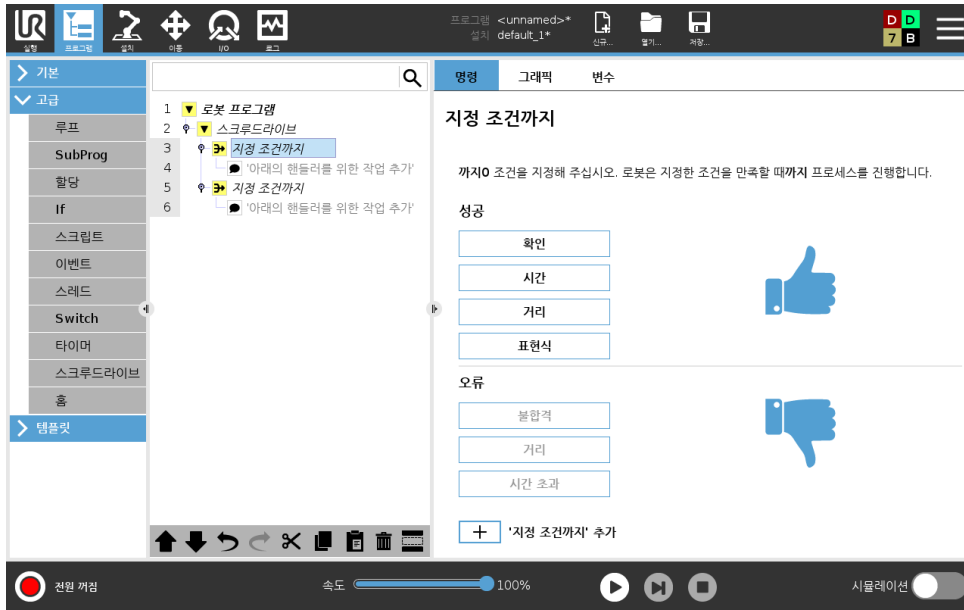 UR
실행
프로그램
설치
이동
I/O
로그
프로그램 <unnamed>*
설치 default_1*
신규...
열기...
저장...
D D
7 B
기본
고급
루프
SubProg
할당
If
스크립트
이벤트
스레드
Switch
타이머
스크루드라이브
홈
템플릿
1 로봇 프로그램
2 스크루드라이브
3 지정 조건까지
4 '아래의 핸들러를 위한 작업 추가'
5 지정 조건까지
6 '아래의 핸들러를 위한 작업 추가'
명령 그래픽 변수
지정 조건까지
까지0 조건을 지정해 주십시오. 로봇은 지정한 조건을 만족할 때까지 프로세스를 진행합니다.
성공
확인
시간
거리
표현식
오류
불합격
거리
시간 초과
+ '지정 조건까지' 추가
전원 꺼짐
속도 100%
시뮬레이션